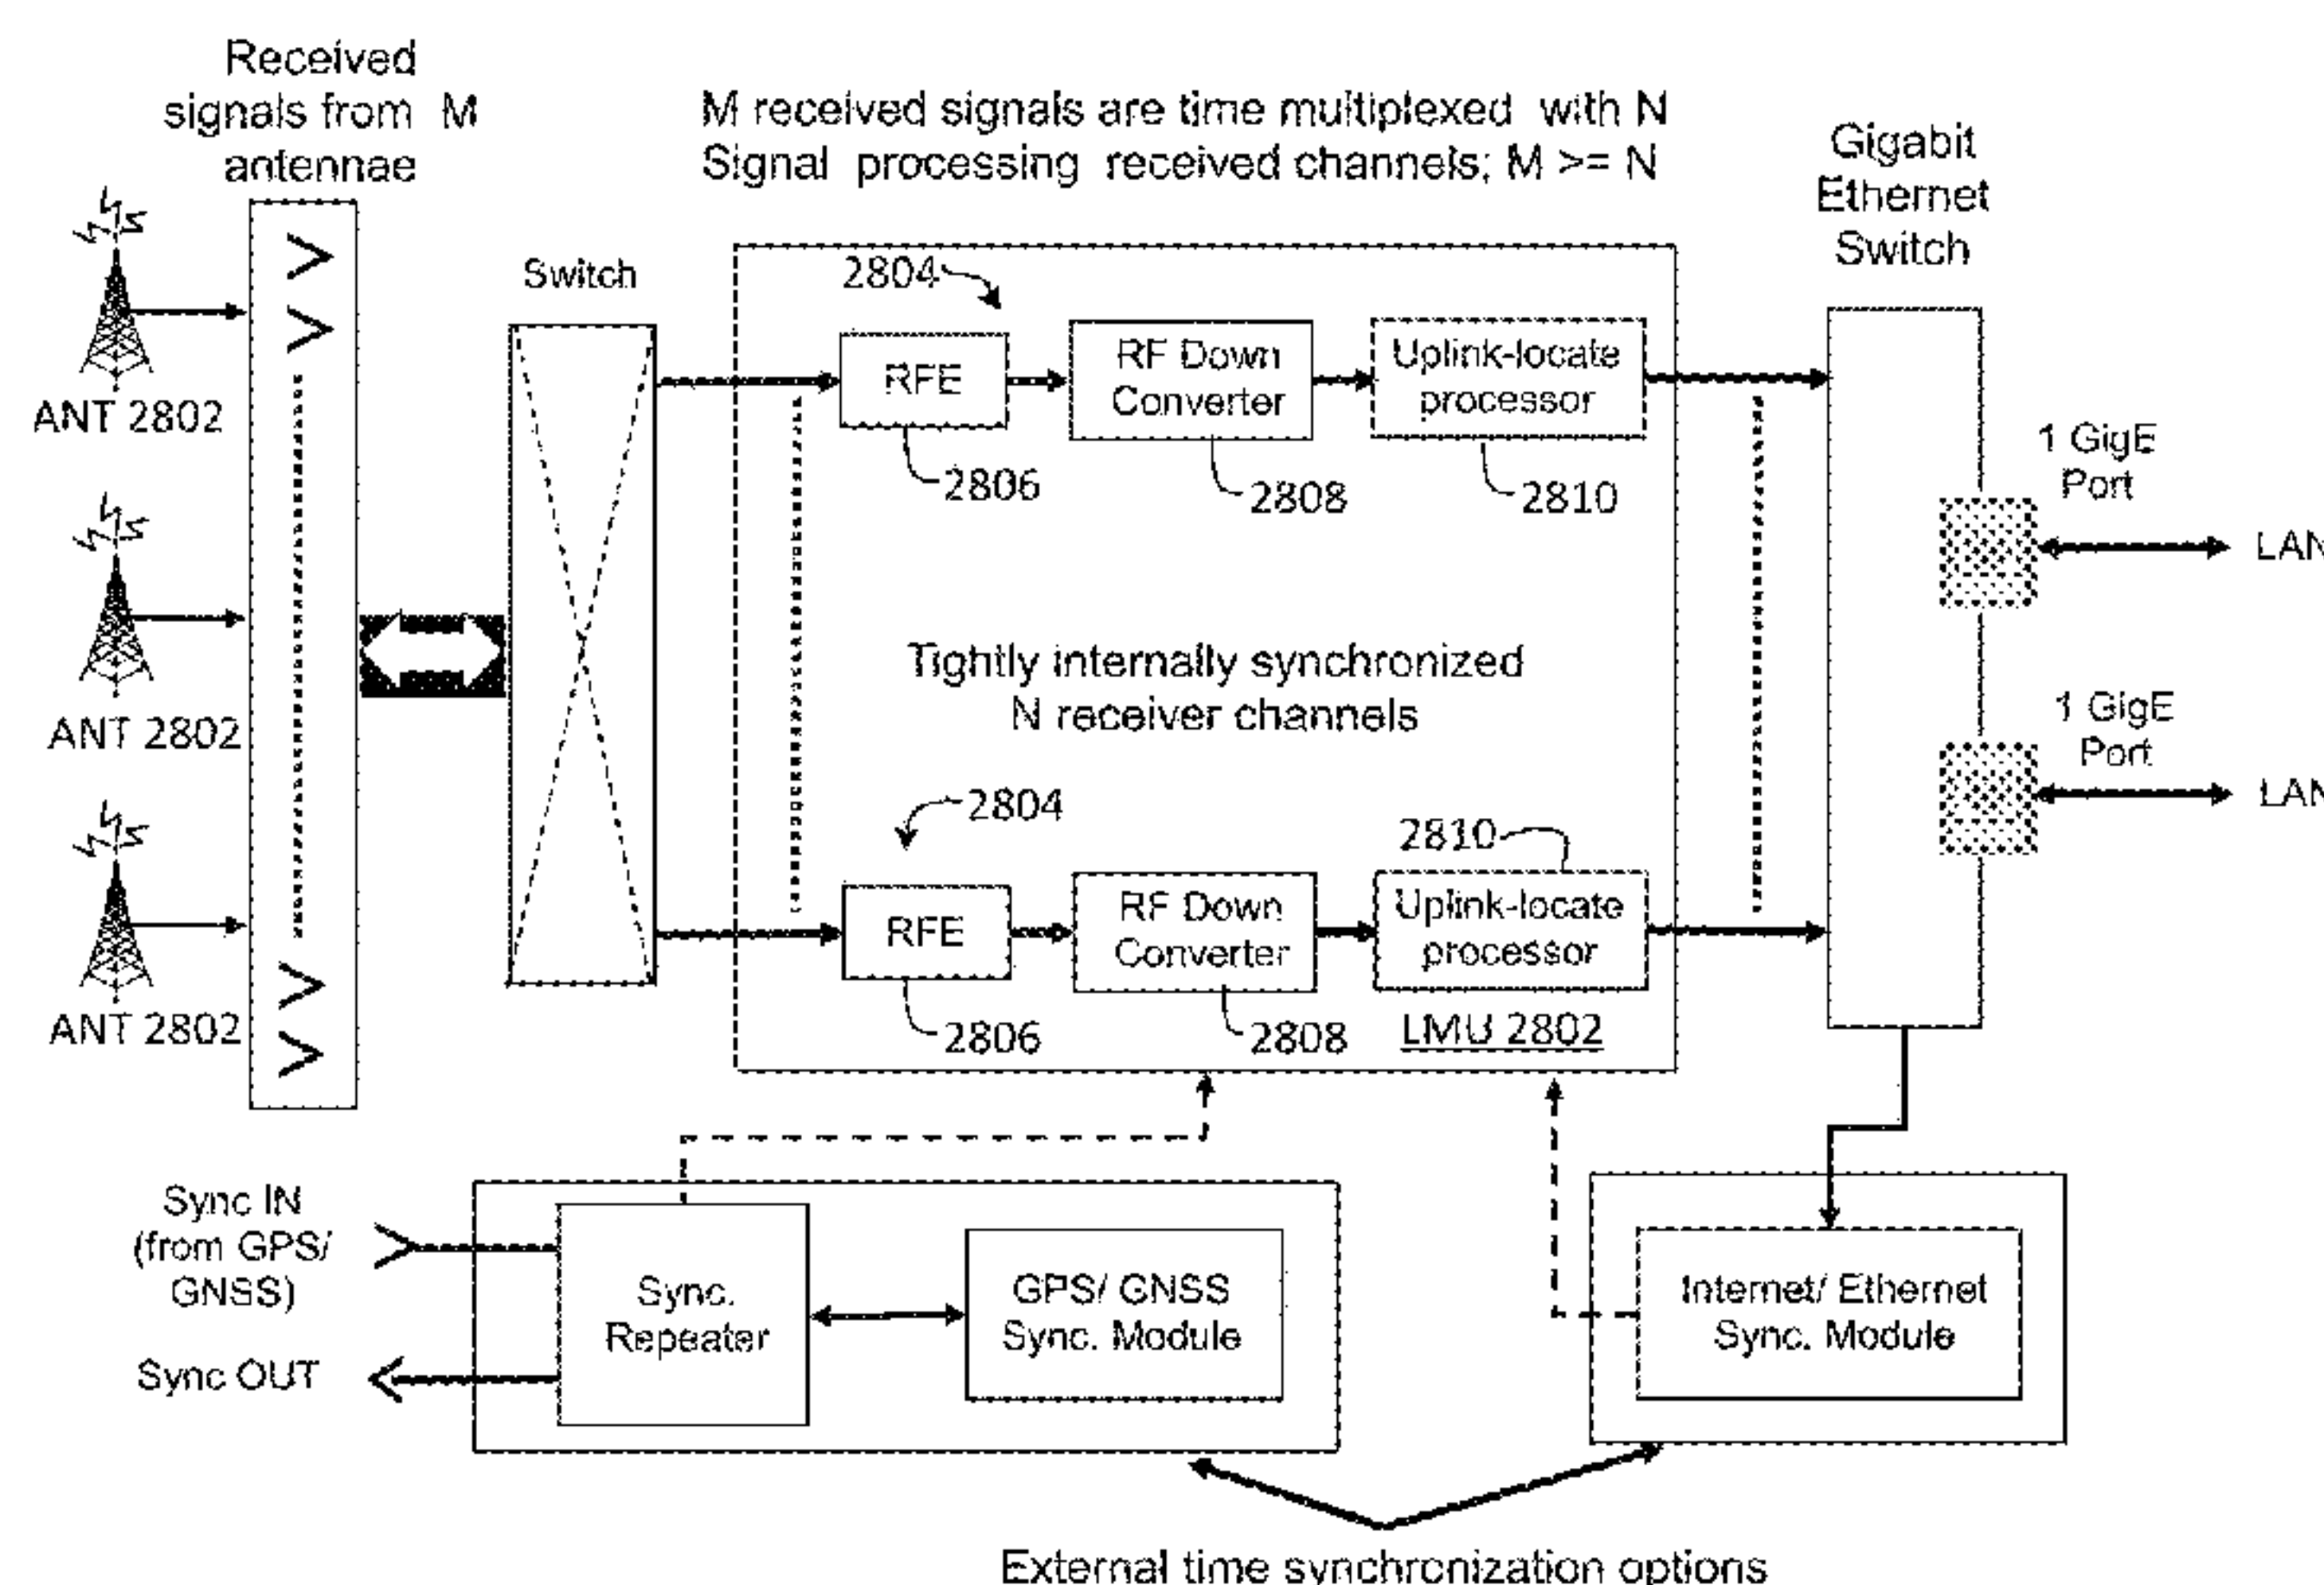 Received
signals from M
antennae
M received signals are time multiplexed with N
Signal processing received channels; M >= N
Gigabit
Ethernet
Switch
Switch
2804
RFE
RF Down
Converter
Uplink-locate
processor
ANT 2802
2806
2808
2810
1 GigE
Port
LAN
Tightly internally synchronized
N receiver channels
ANT 2802
1 GigE
Port
LAN
2804
2810
RFE
RF Down
Converter
Uplink-locate
processor
ANT 2802
2806
2808
LMU 2802
Sync IN
(from GPS/
GNSS)
Sync OUT
Sync.
Repeater
GPS/ GNSS
Sync. Module
Internet/ Ethernet
Sync. Module
External time synchronization options